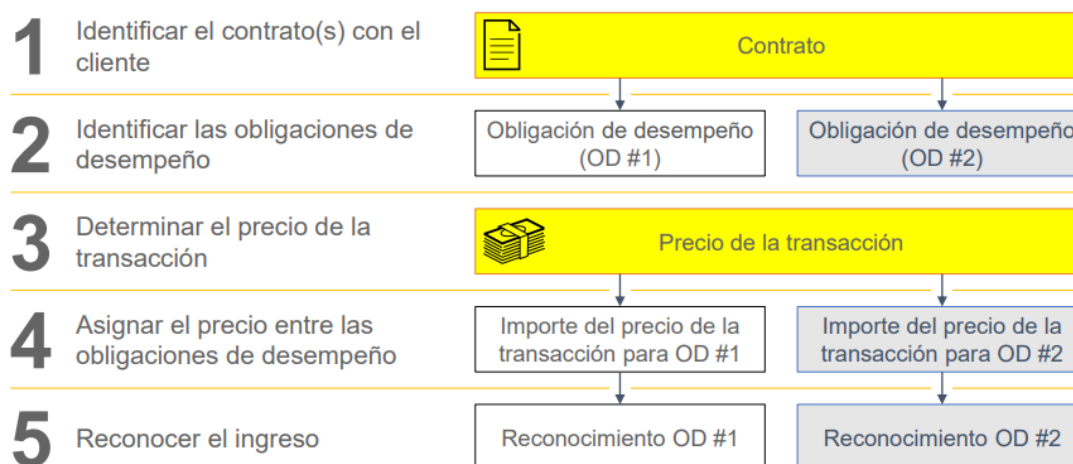 1
Identificar el contrato(s) con el
cliente
Contrato
2
Identificar las obligaciones de
desempeño
Obligación de desempeño
(OD #1)
Obligación de desempeño
(OD #2)
3
Determinar el precio de la
transacción
Precio de la transacción
4
Asignar el precio entre las
obligaciones de desempeño
Importe del precio de la
transacción para OD #1
Importe del precio de la
transacción para OD #2
5
Reconocer el ingreso
Reconocimiento OD #1
Reconocimiento OD #2